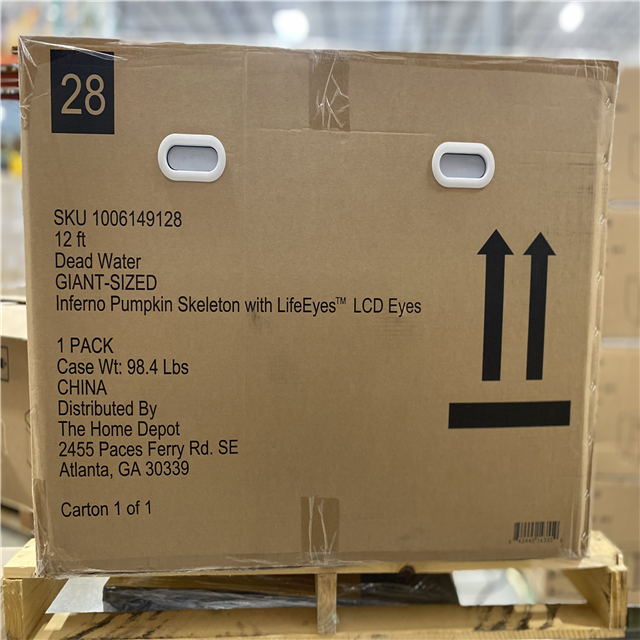 28
SKU 1006149128
12 ft
Dead Water
GIANT-SIZED
Inferno Pumpkin Skeleton with LifeEyes™ LCD Eyes
1 PACK
Case Wt: 98.4 Lbs
CHINA
Distributed By
The Home Depot
2455 Paces Ferry Rd. SE
Atlanta, GA 30339
Carton 1 of 1